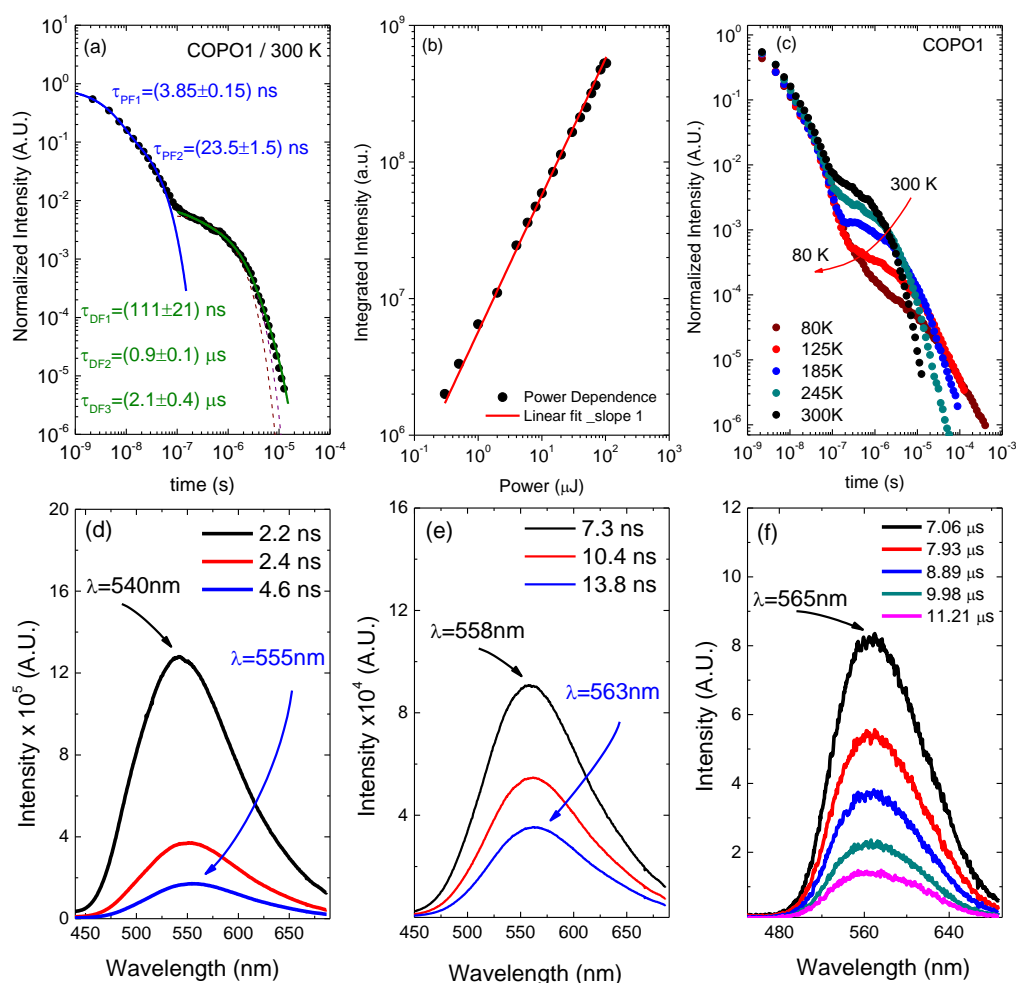 (a)
COPO1 / 300 K
τPF1=(3.85±0.15) ns
τPF2=(23.5±1.5) ns
τDF1=(111±21) ns
τDF2=(0.9±0.1) μs
τDF3=(2.1±0.4) μs
10^1
10^0
10^-1
10^-2
10^-3
10^-4
10^-5
10^-6
Normalized Intensity (A.U.)
10^-9 10^-8 10^-7 10^-6 10^-5 10^-4
time (s)
(b)
10^9
10^8
10^7
10^6
Integrated Intensity (a.u.)
Power Dependence
Linear fit _slope 1
10^-1 10^0 10^1 10^2 10^3
Power (μJ)
(c)
COPO1
300 K
80 K
80K
125K
185K
245K
300K
10^0
10^-1
10^-2
10^-3
10^-4
10^-5
10^-6
Normalized Intensity (A.U.)
10^-9 10^-8 10^-7 10^-6 10^-5 10^-4 10^-3
time (s)
(d)
2.2 ns
2.4 ns
4.6 ns
λ=540nm
λ=555nm
20
16
12
8
4
0
Intensity x 10^5 (A.U.)
450 500 550 600 650
Wavelength (nm)
(e)
7.3 ns
10.4 ns
13.8 ns
λ=558nm
λ=563nm
16
12
8
4
Intensity x10^4 (A.U.)
450 500 550 600 650
Wavelength (nm)
(f)
7.06 μs
7.93 μs
8.89 μs
9.98 μs
11.21 μs
λ=565nm
12
10
8
6
4
2
Intensity (A.U.)
480 560 640
Wavelength (nm)